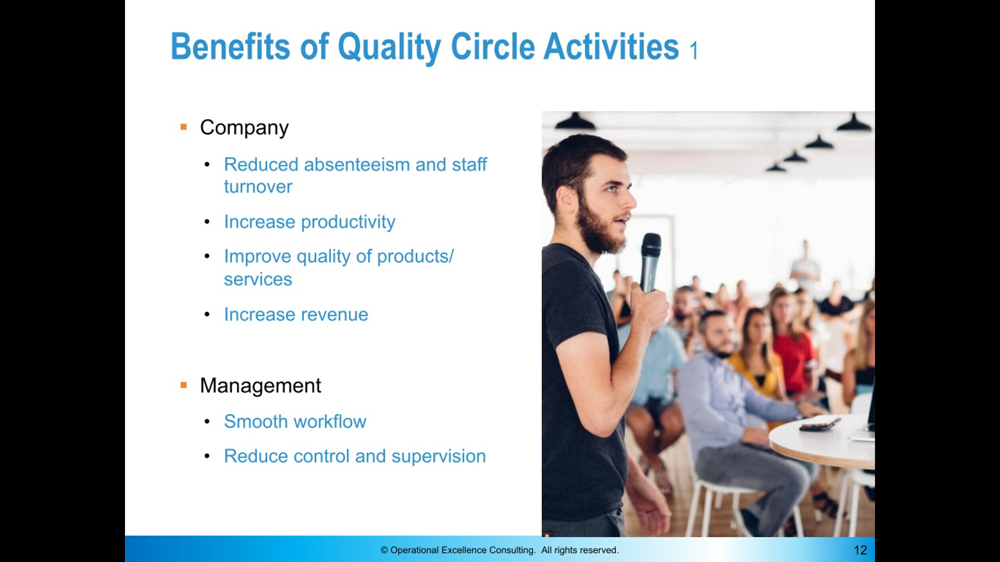 Benefits of Quality Circle Activities 1
▪ Company
• Reduced absenteeism and staff
turnover
• Increase productivity
• Improve quality of products/
services
• Increase revenue
▪ Management
• Smooth workflow
• Reduce control and supervision
© Operational Excellence Consulting. All rights reserved.
12